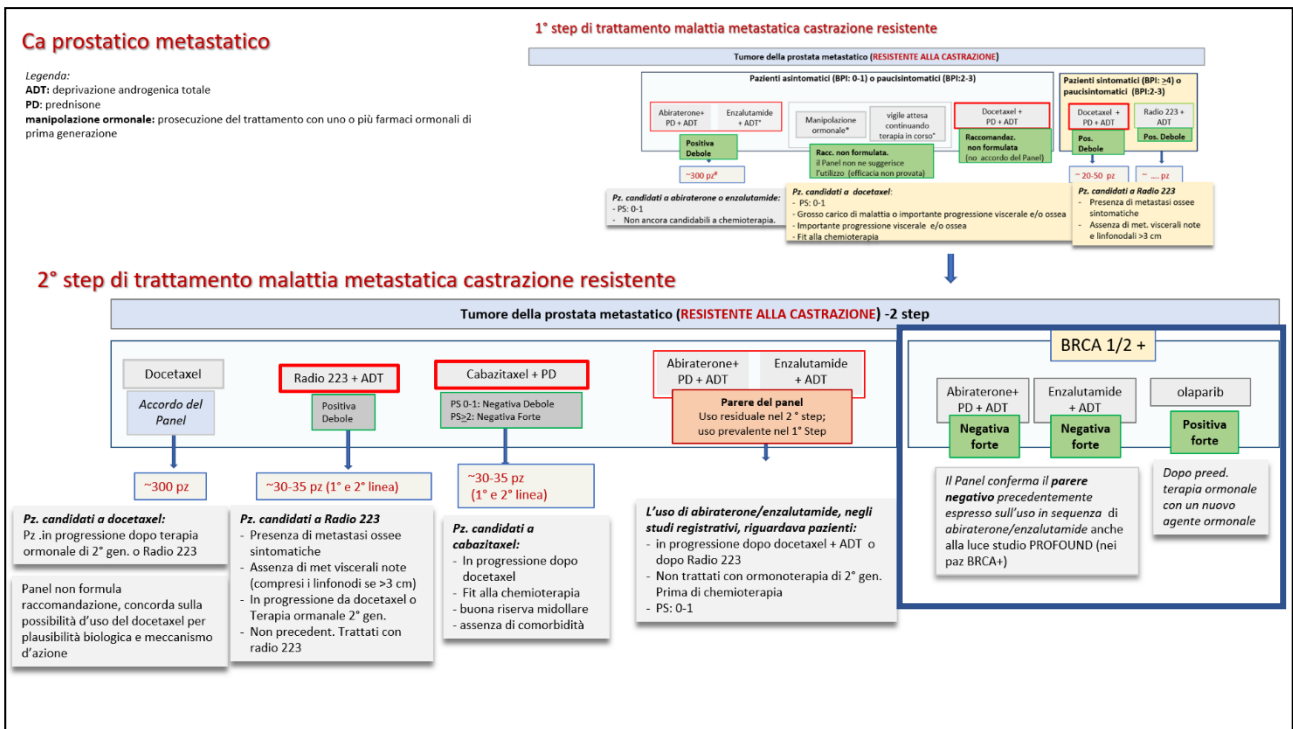 Ca prostatico metastatico
Legenda:
ADT: deprivazione androgenica totale
PD: prednisone
manipolazione ormonale: prosecuzione del trattamento con uno o più farmaci ormonali di
prima generazione
1° step di trattamento malattia metastatica castrazione resistente
Tumore della prostata metastatico (RESISTENTE ALLA CASTRAZIONE)
Pazienti asintomatici (BPI: 0-1) o paucisintomatici (BPI:2-3)
Abiraterone+
PD + ADT
Enzalutamide
+ ADT*
Positiva
Debole
~300 pz#
Manipolazione
ormonale*
vigile attesa
continuando
terapia in corso*
Racc. non formulata.
il Panel non ne suggerisce
l'utilizzo (efficacia non provata)
Docetaxel +
PD + ADT
Raccomandaz.
non formulata
(no accordo del Panel)
Pazienti sintomatici (BPI: ≥4) o
paucisintomatici (BPI:2-3)
Docetaxel +
PD + ADT
Pos.
Debole
~ 20-50 pz
Radio 223 +
ADT
Pos. Debole
~ .... pz
Pz. candidati a abiraterone o enzalutamide:
- PS: 0-1
- Non ancora candidabili a chemioterapia.
Pz. candidati a docetaxel:
- PS: 0-1
- Grosso carico di malattia o importante progressione viscerale e/o ossea
- Importante progressione viscerale e/o ossea
- Fit alla chemioterapia
Pz. candidati a Radio 223
- Presenza di metastasi ossee
sintomatiche
- Assenza di met. viscerali note
e linfonodali >3 cm
2° step di trattamento malattia metastatica castrazione resistente
Tumore della prostata metastatico (RESISTENTE ALLA CASTRAZIONE) -2 step
Docetaxel
Accordo del
Panel
~300 pz
Pz. candidati a docetaxel:
Pz .in progressione dopo terapia
ormonale di 2° gen. o Radio 223
Panel non formula
raccomandazione, concorda sulla
possibilità d'uso del docetaxel per
plausibilità biologica e meccanismo
d'azione
Radio 223 + ADT
Positiva
Debole
~30-35 pz (1° e 2° linea)
Pz. candidati a Radio 223
- Presenza di metastasi ossee
sintomatiche
- Assenza di met viscerali note
(compresi i linfonodi se >3 cm)
- In progressione da docetaxel o
Terapia ormanale 2° gen.
- Non precedent. Trattati con
radio 223
Cabazitaxel + PD
PS 0-1: Negativa Debole
PS≥2: Negativa Forte
~30-35 pz
(1° e 2° linea)
Pz. candidati a
cabazitaxel:
- In progressione dopo
docetaxel
- Fit alla chemioterapia
- buona riserva midollare
- assenza di comorbidità
Abiraterone+
PD + ADT
Enzalutamide
+ ADT
Parere del panel
Uso residuale nel 2 ° step;
uso prevalente nel 1° Step
L'uso di abiraterone/enzalutamide, negli
studi registrativi, riguardava pazienti:
- in progressione dopo docetaxel + ADT o
dopo Radio 223
- Non trattati con ormonoterapia di 2° gen.
Prima di chemioterapia
- PS: 0-1
BRCA 1/2 +
Abiraterone+
PD + ADT
Negativa
forte
Enzalutamide
+ ADT
Negativa
forte
olaparib
Positiva
forte
Il Panel conferma il parere
negativo precedentemente
espresso sull'uso in sequenza di
abiraterone/enzalutamide anche
alla luce studio PROFOUND (nei
paz BRCA+)
Dopo preed.
terapia ormonale
con un nuovo
agente ormonale